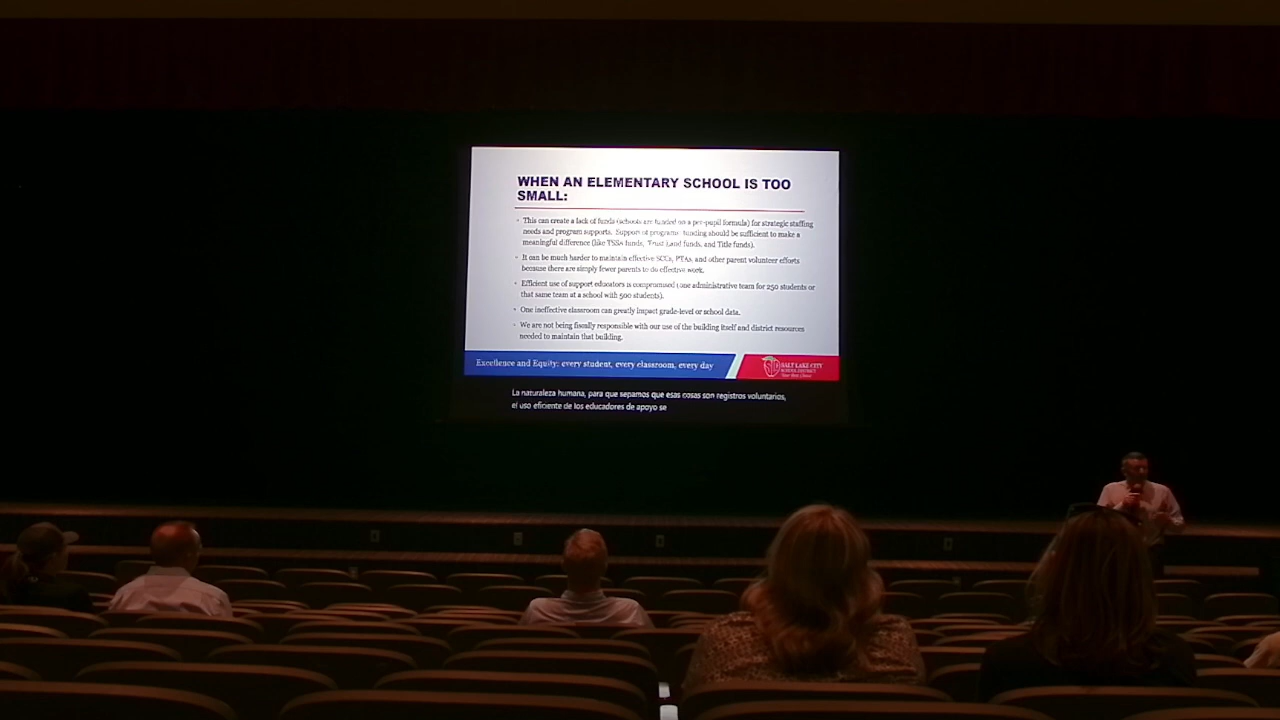 WHEN AN ELEMENTARY SCHOOL IS TOO
SMALL:
• This can create a lack of funds (schools are funded on a per-pupil formula) for strategic staffing
needs and program supports. Support of programs funding should be sufficient to make a
meaningful difference (like TSSA funds, Trust Land funds, and Title funds).
• It can be much harder to maintain effective SCCs, PTAs, and other parent volunteer efforts
because there are simply fewer parents to do effective work.
• Efficient use of support educators is compromised (one administrative team for 250 students or
that same team at a school with 500 students).
• One ineffective classroom can greatly impact grade-level or school data.
• We are not being fiscally responsible with our use of the building itself and district resources
needed to maintain that building.
Excellence and Equity: every student, every classroom, every day
SALT LAKE CITY
SCHOOL DISTRICT
Your Best Choice
La naturaleza humana, para que sepamos que esas cosas son registros voluntarios,
el uso eficiente de los educadores de apoyo se